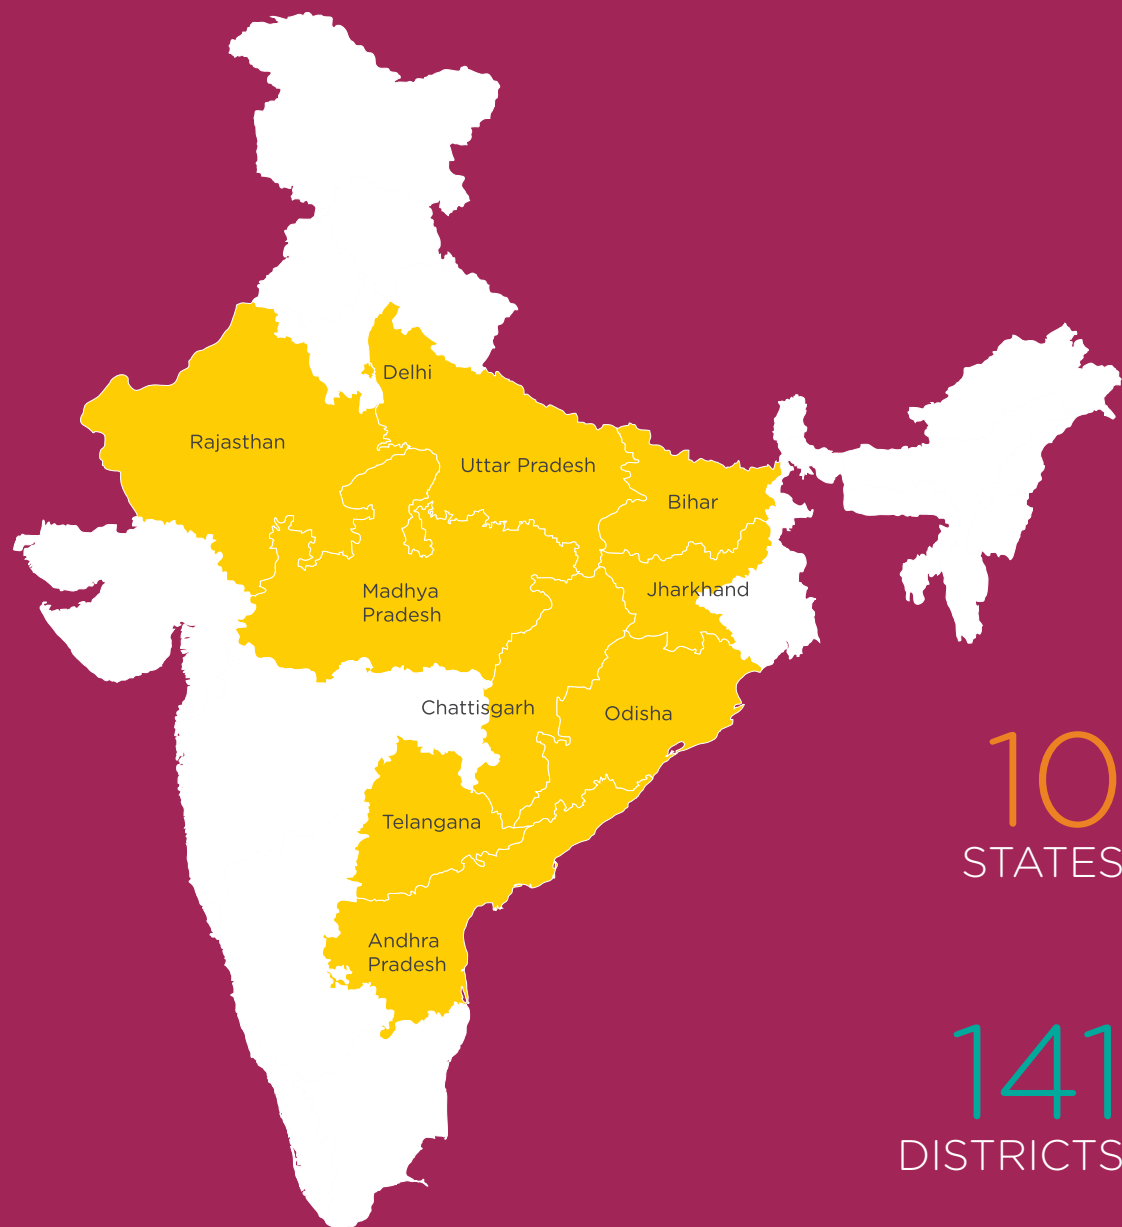 Delhi
Rajasthan
Uttar Pradesh
Bihar
Madhya
Pradesh
Jharkhand
Chattisgarh
Odisha
Telangana
Andhra
Pradesh
10
STATES
141
DISTRICTS